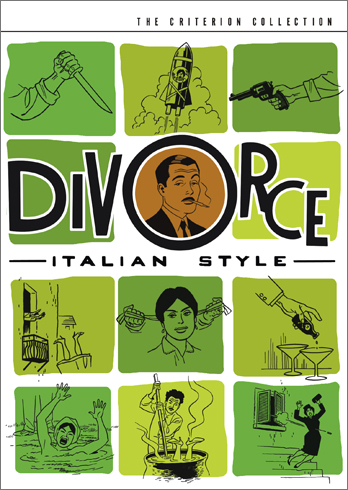 THE CRITERION COLLECTION
DIVORCE
ITALIAN STYLE